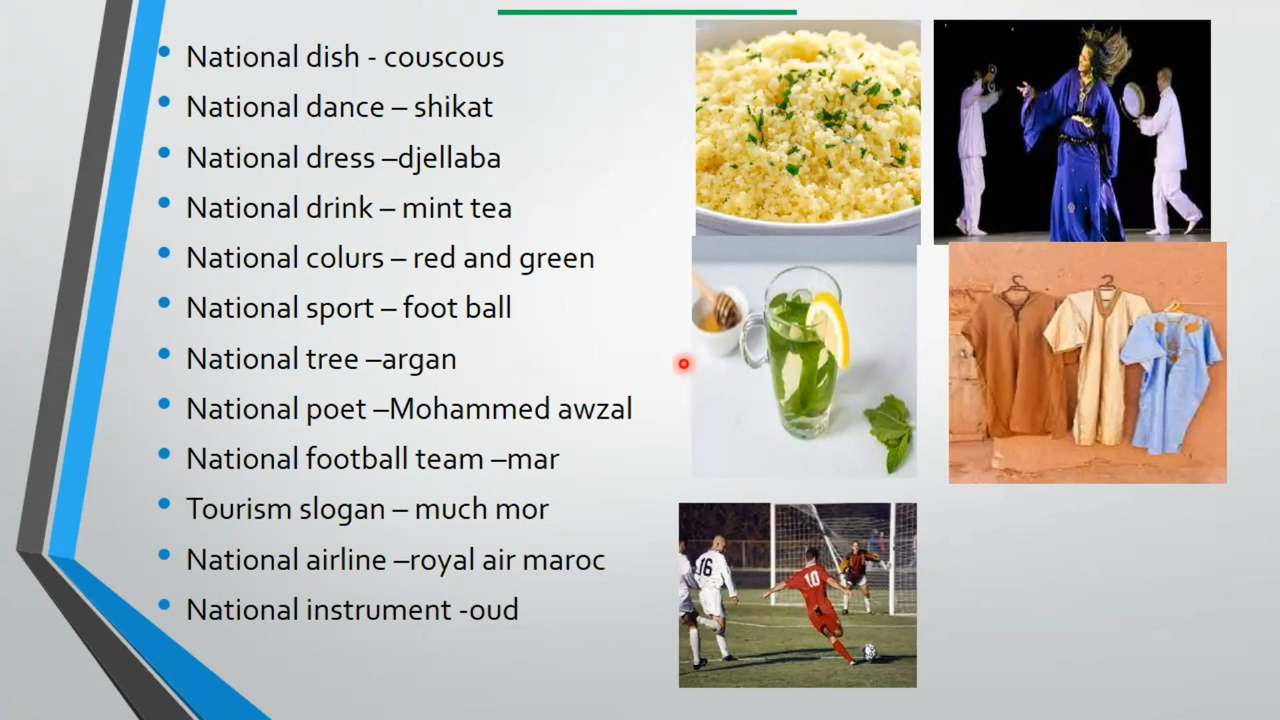 National dish - couscous
National dance – shikat
National dress –djellaba
National drink – mint tea
National colurs – red and green
National sport – foot ball
National tree –argan
National poet –Mohammed awzal
National football team –mar
Tourism slogan – much mor
National airline –royal air maroc
National instrument -oud
16
10